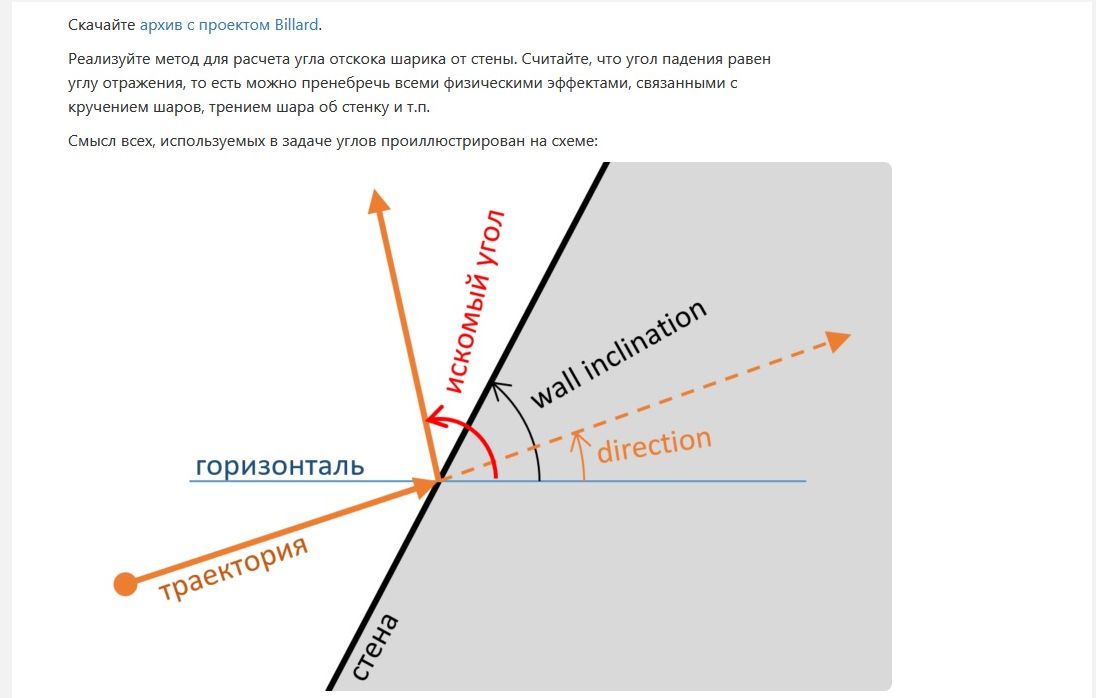 Скачайте архив с проектом Billard.
Реализуйте метод для расчета угла отскока шарика от стены. Считайте, что угол падения равен
углу отражения, то есть можно пренебречь всеми физическими эффектами, связанными с
кручением шаров, трением шара об стенку и т.п.
Смысл всех, используемых в задаче углов проиллюстрирован на схеме:
искомый угол
wall inclination
direction
горизонталь
траектория
стена